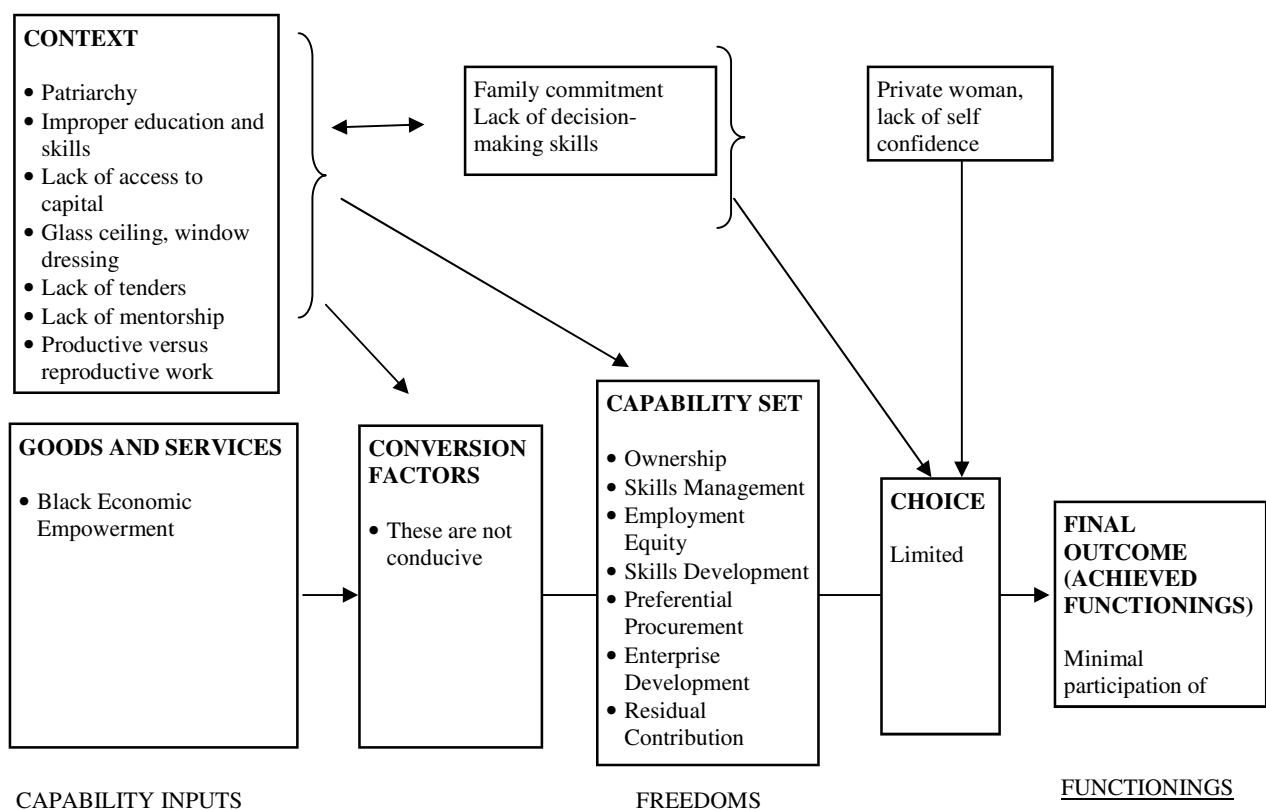 CONTEXT
• Patriarchy
• Improper education and
skills
• Lack of access to
capital
• Glass ceiling, window
dressing
• Lack of tenders
• Lack of mentorship
• Productive versus
reproductive work
Family commitment
Lack of decision-
making skills
Private woman,
lack of self
confidence
GOODS AND SERVICES
• Black Economic
Empowerment
CONVERSION
FACTORS
• These are not
conducive
CAPABILITY SET
• Ownership
• Skills Management
• Employment
Equity
• Skills Development
• Preferential
Procurement
• Enterprise
Development
• Residual
Contribution
CHOICE
Limited
FINAL
OUTCOME
(ACHIEVED
FUNCTIONINGS)
Minimal
participation of
CAPABILITY INPUTS
FREEDOMS
FUNCTIONINGS